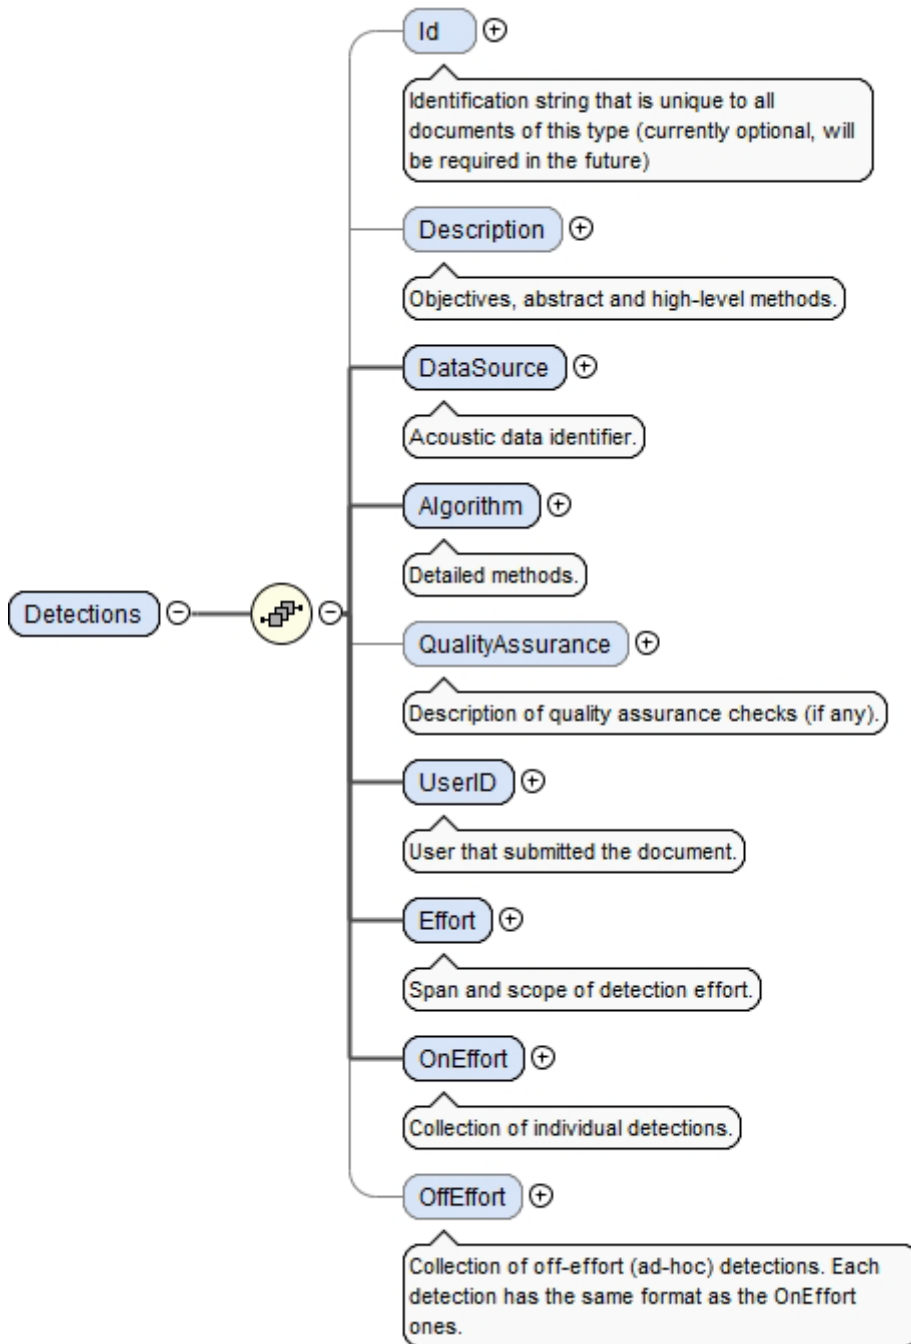 Id
Identification string that is unique to all
documents of this type (currently optional, will
be required in the future)
Description
Objectives, abstract and high-level methods.
DataSource
Acoustic data identifier.
Algorithm
Detailed methods.
Detections
QualityAssurance
Description of quality assurance checks (if any).
UserID
User that submitted the document.
Effort
Span and scope of detection effort.
OnEffort
Collection of individual detections.
OffEffort
Collection of off-effort (ad-hoc) detections. Each
detection has the same format as the OnEffort
ones.